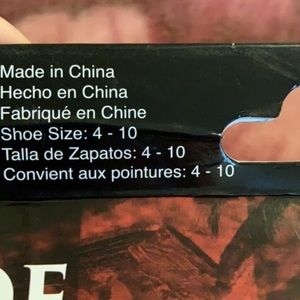 Made in China
Hecho en China
Fabriqué en Chine
Shoe Size: 4 - 10
Talla de Zapatos: 4 - 10
Convient aux pointures: 4 - 10